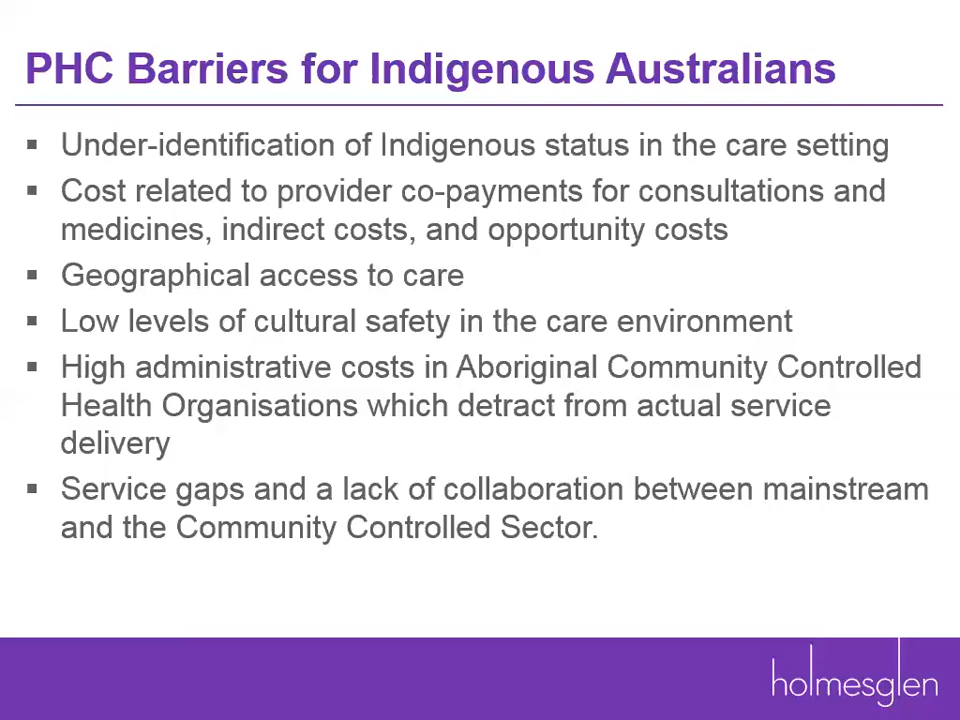 PHC Barriers for Indigenous Australians
▪ Under-identification of Indigenous status in the care setting
▪ Cost related to provider co-payments for consultations and
medicines, indirect costs, and opportunity costs
▪ Geographical access to care
▪ Low levels of cultural safety in the care environment
▪ High administrative costs in Aboriginal Community Controlled
Health Organisations which detract from actual service
delivery
▪ Service gaps and a lack of collaboration between mainstream
and the Community Controlled Sector.
holmesglen